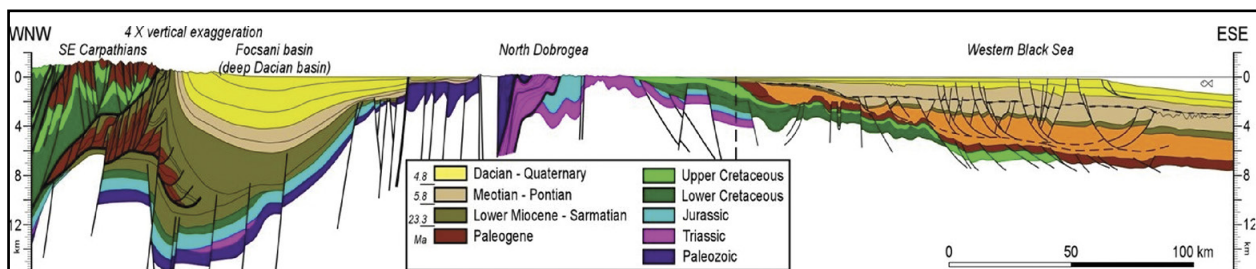 WNW
4 X vertical exaggeration
ESE
SE Carpathians
Focsani basin
(deep Dacian basin)
North Dobrogea
Western Black Sea
0
4
8
12
km
0
4
8
12
km
4.8
Dacian - Quaternary
5.8
Meotian - Pontian
23.3
Lower Miocene - Sarmatian
Ma
Paleogene
Upper Cretaceous
Lower Cretaceous
Jurassic
Triassic
Paleozoic
0
50
100 km